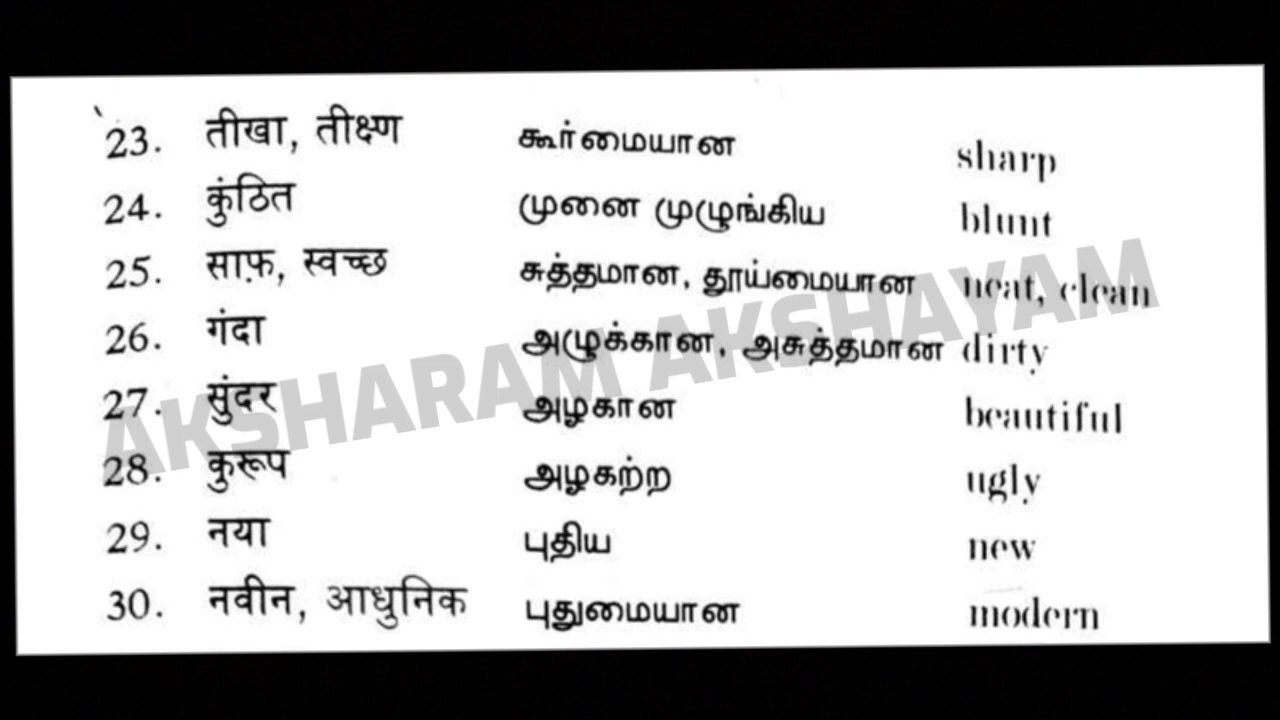 23. तीखा, तीक्ष्ण கூர்மையான sharp
24. कुंठित முனை முழுங்கிய blunt
25. साफ़, स्वच्छ சுத்தமான, தூய்மையான neat, clean
26. गंदा அழுக்கான, அசுத்தமான dirty
27. सुंदर அழகான beautiful
28. कुरूप அழகற்ற ugly
29. नया புதிய new
30. नवीन, आधुनिक புதுமையான modern
AKSHARAM AKSHAYAM